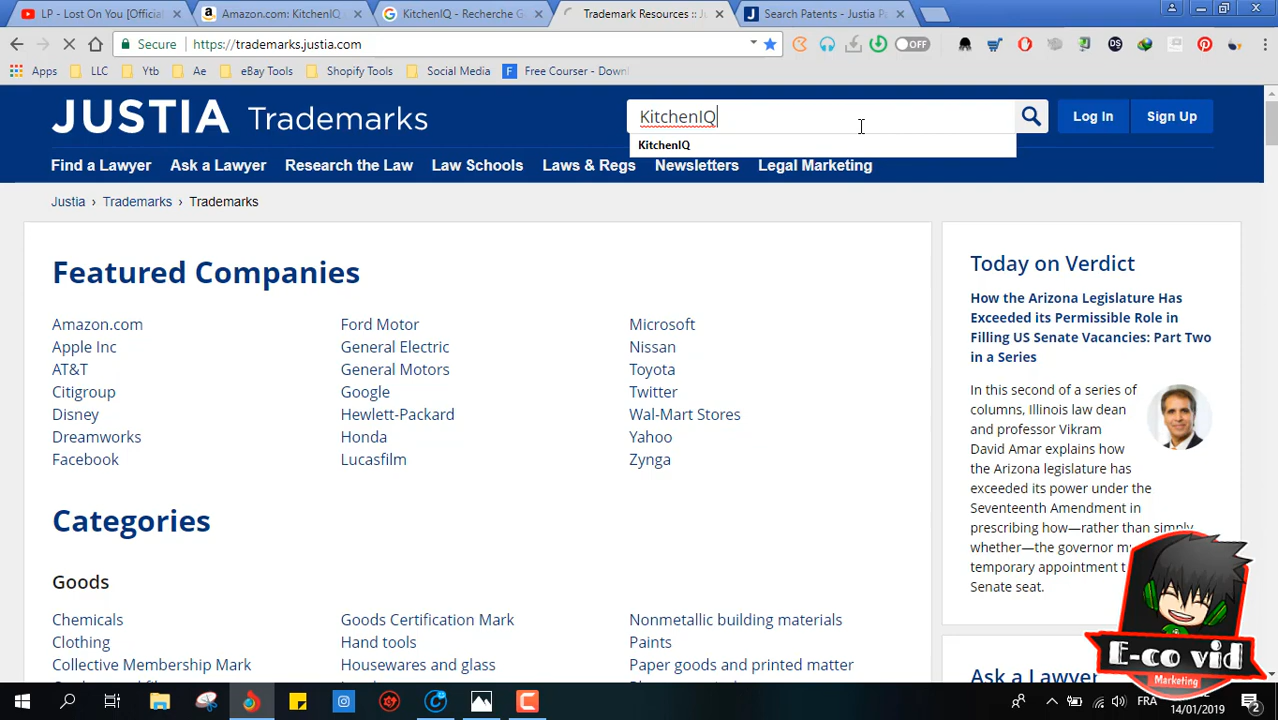 LP - Lost On You [Official
Amazon.com: KitchenIQ
KitchenIQ - Recherche G
Trademark Resources :: J
Search Patents - Justia P
Secure
https://trademarks.justia.com
OFF
Apps
LLC
Ytb
Ae
eBay Tools
Shopify Tools
Social Media
Free Courser - Downl
JUSTIA Trademarks
KitchenIQ
KitchenIQ
Log In
Sign Up
Find a Lawyer
Ask a Lawyer
Research the Law
Law Schools
Laws & Regs
Newsletters
Legal Marketing
Justia › Trademarks › Trademarks
Featured Companies
Amazon.com
Apple Inc
AT&T
Citigroup
Disney
Dreamworks
Facebook
Ford Motor
General Electric
General Motors
Google
Hewlett-Packard
Honda
Lucasfilm
Microsoft
Nissan
Toyota
Twitter
Wal-Mart Stores
Yahoo
Zynga
Categories
Goods
Chemicals
Clothing
Collective Membership Mark
Goods Certification Mark
Hand tools
Housewares and glass
Nonmetallic building materials
Paints
Paper goods and printed matter
Today on Verdict
How the Arizona Legislature Has
Exceeded its Permissible Role in
Filling US Senate Vacancies: Part Two
in a Series
In this second of a series of
columns, Illinois law dean
and professor Vikram
David Amar explains how
the Arizona legislature has
exceeded its power under the
Seventeenth Amendment in
prescribing how—rather than simply
whether—the governor m
temporary appointment t
Senate seat.
Ask a Lawye
E-co vid
Marketing
FRA
14/01/2019
2